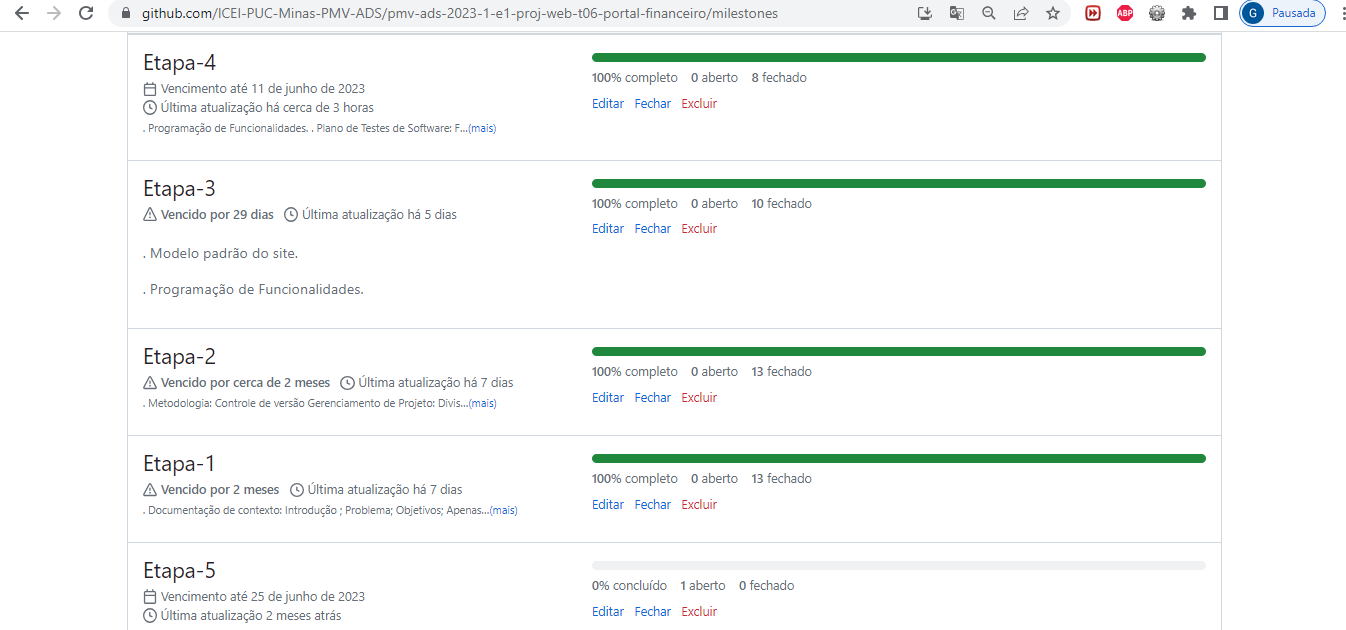 github.com/ICEI-PUC-Minas-PMV-ADS/pmv-ads-2023-1-e1-proj-web-t06-portal-financeiro/milestones
ABP
G Pausada
Etapa-4
Vencimento até 11 de junho de 2023
Última atualização há cerca de 3 horas
. Programação de Funcionalidades. . Plano de Testes de Software: F...(mais)
100% completo 0 aberto 8 fechado
Editar Fechar Excluir
Etapa-3
Vencido por 29 dias Última atualização há 5 dias
. Modelo padrão do site.
. Programação de Funcionalidades.
100% completo 0 aberto 10 fechado
Editar Fechar Excluir
Etapa-2
Vencido por cerca de 2 meses Última atualização há 7 dias
. Metodologia: Controle de versão Gerenciamento de Projeto: Divis...(mais)
100% completo 0 aberto 13 fechado
Editar Fechar Excluir
Etapa-1
Vencido por 2 meses Última atualização há 7 dias
. Documentação de contexto: Introdução ; Problema; Objetivos; Apenas...(mais)
100% completo 0 aberto 13 fechado
Editar Fechar Excluir
Etapa-5
Vencimento até 25 de junho de 2023
Última atualização 2 meses atrás
0% concluído 1 aberto 0 fechado
Editar Fechar Excluir